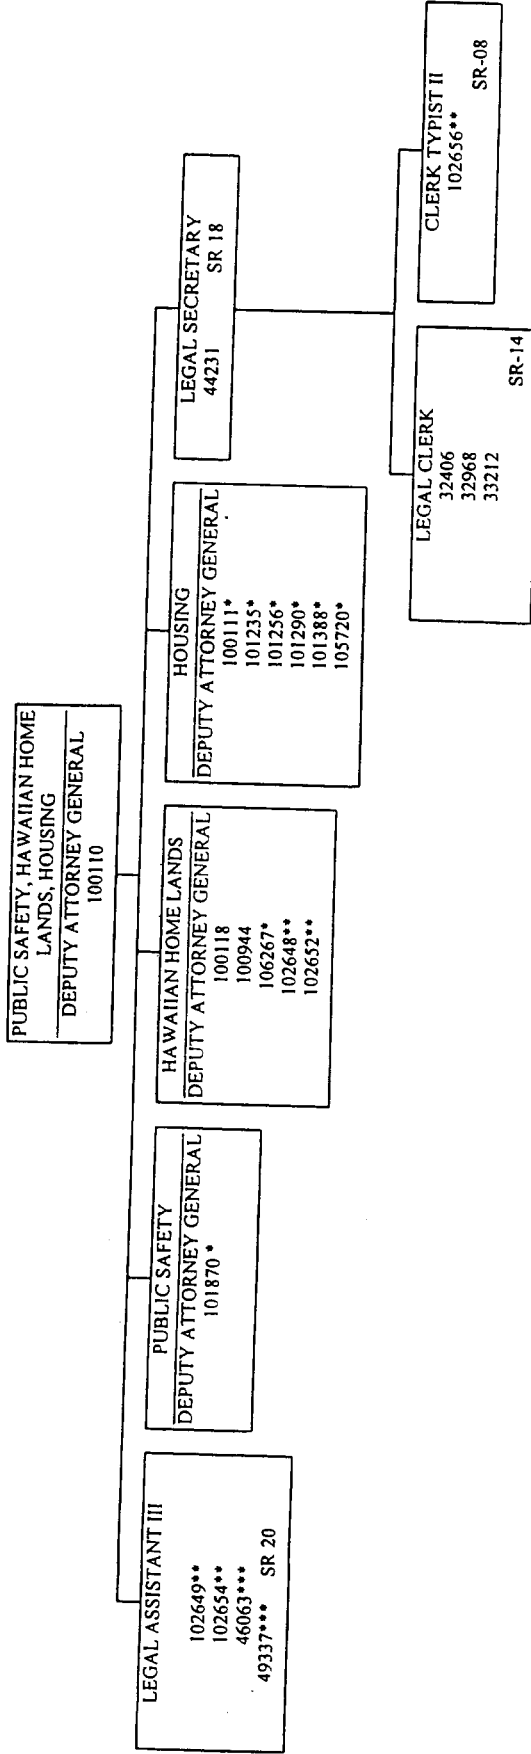 PUBLIC SAFETY, HAWAIIAN HOME
LANDS, HOUSING
DEPUTY ATTORNEY GENERAL
100110
LEGAL ASSISTANT III
102649**
102654**
46063***
49337*** SR 20
PUBLIC SAFETY
DEPUTY ATTORNEY GENERAL
101870 *
HAWAIIAN HOME LANDS
DEPUTY ATTORNEY GENERAL
100118
100944
106267*
102648**
102652**
HOUSING
DEPUTY ATTORNEY GENERAL
100111*
101235*
101256*
101290*
101388*
105720*
LEGAL SECRETARY
44231 SR 18
LEGAL CLERK
32406
32968
33212
SR-14
CLERK TYPIST II
102656**
SR-08